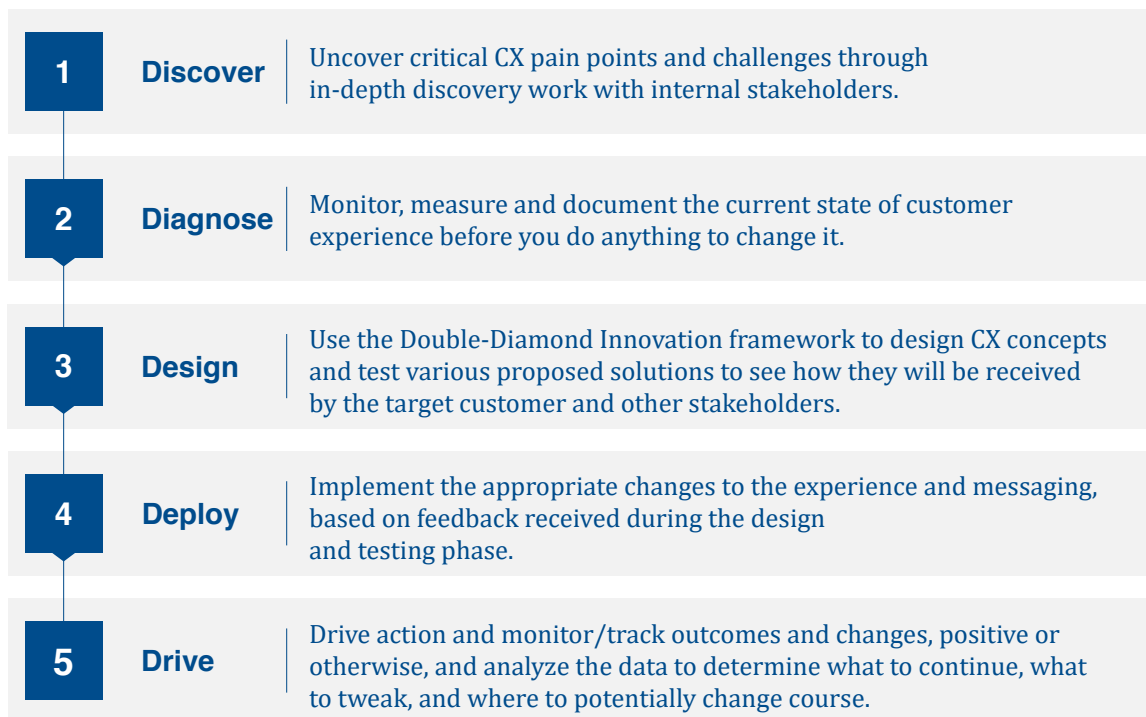 1
Discover
Uncover critical CX pain points and challenges through
in-depth discovery work with internal stakeholders.
2
Diagnose
Monitor, measure and document the current state of customer
experience before you do anything to change it.
3
Design
Use the Double-Diamond Innovation framework to design CX concepts
and test various proposed solutions to see how they will be received
by the target customer and other stakeholders.
4
Deploy
Implement the appropriate changes to the experience and messaging,
based on feedback received during the design
and testing phase.
5
Drive
Drive action and monitor/track outcomes and changes, positive or
otherwise, and analyze the data to determine what to continue, what
to tweak, and where to potentially change course.